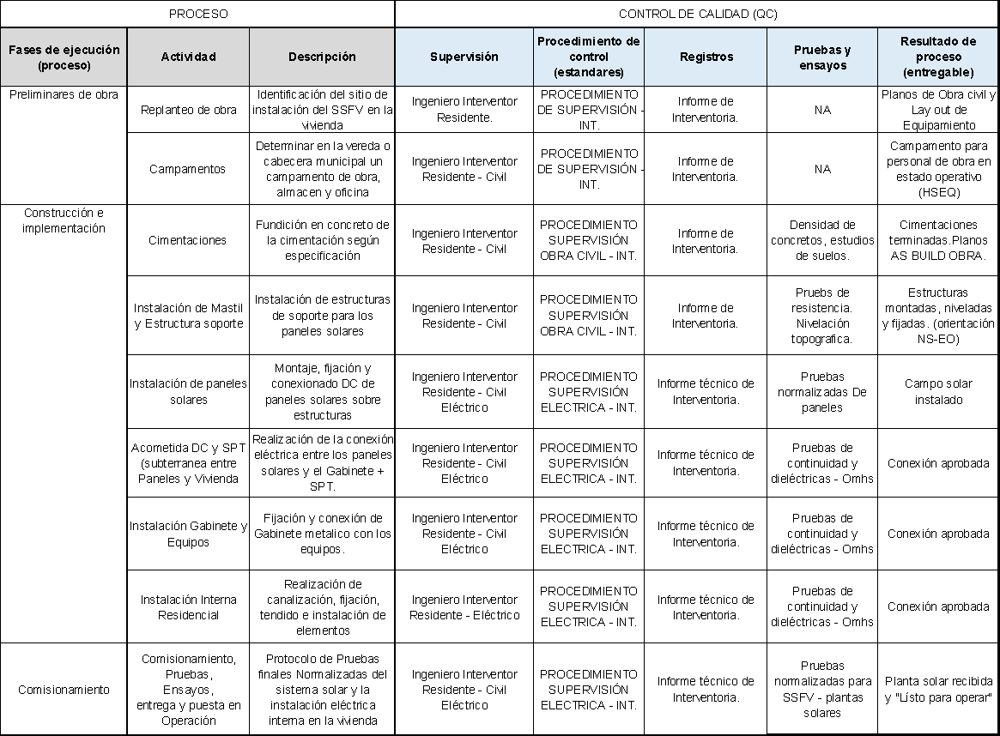 PROCESO
CONTROL DE CALIDAD (QC)
Fases de ejecución
(proceso)
Actividad
Descripción
Supervisión
Procedimiento de
control
(estandares)
Registros
Pruebas y
ensayos
Resultado de
proceso
(entregable)
Preliminares de obra
Replanteo de obra
Identificación del sitio de
instalación del SSFV en la
vivienda
Ingeniero Interventor
Residente.
PROCEDIMIENTO
DE SUPERVISIÓN -
INT.
Informe de
Interventoria.
NA
Planos de Obra civil y
Lay out de
Equipamiento
Campamentos
Determinar en la vereda o
cabecera municipal un
campamento de obra,
almacen y oficina
Ingeniero Interventor
Residente - Civil
PROCEDIMIENTO
DE SUPERVISIÓN -
INT.
Informe de
Interventoria.
NA
Campamento para
personal de obra en
estado operativo
(HSEQ)
Construcción e
implementación
Cimentaciones
Fundición en concreto de
la cimentación según
especificación
Ingeniero Interventor
Residente - Civil
PROCEDIMIENTO
SUPERVISIÓN
OBRA CIVIL - INT.
Informe de
Interventoria.
Densidad de
concretos, estudios
de suelos.
Cimentaciones
terminadas.Planos
AS BUILD OBRA.
Instalación de Mastil
y Estructura soporte
Instalación de estructuras
de soporte para los
paneles solares
Ingeniero Interventor
Residente - Civil
PROCEDIMIENTO
SUPERVISIÓN
OBRA CIVIL - INT.
Informe de
Interventoria.
Pruebs de
resistencia.
Nivelación
topografica.
Estructuras
montadas, niveladas
y fijadas. (orientación
NS-EO)
Instalación de paneles
solares
Montaje, fijación y
conexionado DC de
paneles solares sobre
estructuras
Ingeniero Interventor
Residente - Civil
Eléctrico
PROCEDIMIENTO
SUPERVISIÓN
ELECTRICA - INT.
Informe técnico de
Interventoria.
Pruebas
normalizadas De
paneles
Campo solar
instalado
Acometida DC y SPT
(subterranea entre
Paneles y Vivienda
Realización de la conexión
eléctrica entre los paneles
solares y el Gabinete +
SPT.
Ingeniero Interventor
Residente - Civil
Eléctrico
PROCEDIMIENTO
SUPERVISIÓN
ELECTRICA - INT.
Informe técnico de
Interventoria.
Pruebas de
continuidad y
dieléctricas - Omhs
Conexión aprobada
Instalación Gabinete y
Equipos
Fijación y conexión de
Gabinete metalico con los
equipos.
Ingeniero Interventor
Residente - Civil
Eléctrico
PROCEDIMIENTO
SUPERVISIÓN
ELECTRICA - INT.
Informe técnico de
Interventoria.
Pruebas de
continuidad y
dieléctricas - Omhs
Conexión aprobada
Instalación Interna
Residencial
Realización de
canalización, fijación,
tendido e instalación de
elementos
Ingeniero Interventor
Residente - Eléctrico
PROCEDIMIENTO
SUPERVISIÓN
ELECTRICA - INT.
Informe técnico de
Interventoria.
Pruebas de
continuidad y
dieléctricas - Omhs
Conexión aprobada
Comisionamiento
Comisionamiento,
Pruebas,
Ensayos,
entrega y puesta en
Operación
Protocolo de Pruebas
finales Normalizadas del
sistema solar y la
instalación eléctrica
interna en la vivienda
Ingeniero Interventor
Residente - Civil
Eléctrico
PROCEDIMIENTO
SUPERVISIÓN
ELECTRICA - INT.
Informe técnico de
Interventoria.
Pruebas
normalizadas para
SSFV - plantas
solares
Planta solar recibida
y "Lísto para operar"